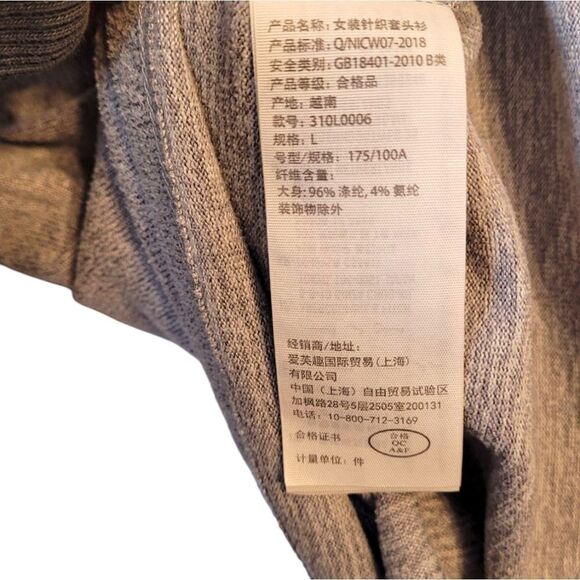 产品名称: 女装针织套头衫
产品标准: Q/NICW07-2018
安全类别: GB18401-2010 B类
产品等级: 合格品
产地: 越南
款号: 310L0006
规格: L
号型/规格: 175/100A
纤维含量:
大身: 96% 涤纶, 4% 氨纶
装饰物除外
经销商/地址:
爱芙趣国际贸易(上海)
有限公司
中国（上海）自由贸易试验区
加枫路28号5层2505室200131
电话: 10-800-712-3169
合格证书
合格
QC
A&F
计量单位: 件